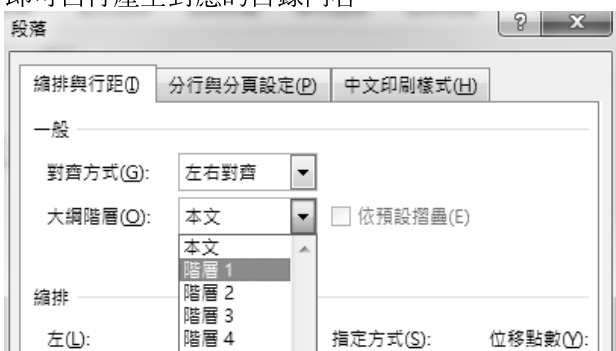 段落
縮排與行距(I) 分行與分頁設定(P) 中文印刷樣式(H)
一般
對齊方式(G): 左右對齊
大綱階層(O): 本文 依預設摺疊(E)
本文
階層 1
階層 2
縮排
階層 3
左(L): 階層 4 指定方式(S): 位移點數(Y):